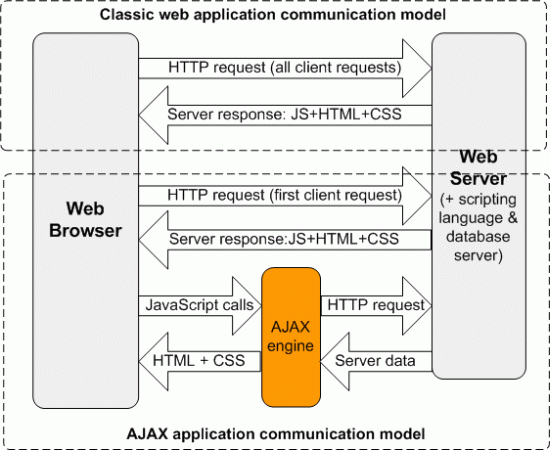 Classic web application communication model
HTTP request (all client requests)
Server response: JS+HTML+CSS
Web
Browser
Web
Server
(+ scripting
language &
database
server)
HTTP request (first client request)
Server response:JS+HTML+CSS
JavaScript calls
AJAX
engine
HTTP request
HTML + CSS
Server data
AJAX application communication model